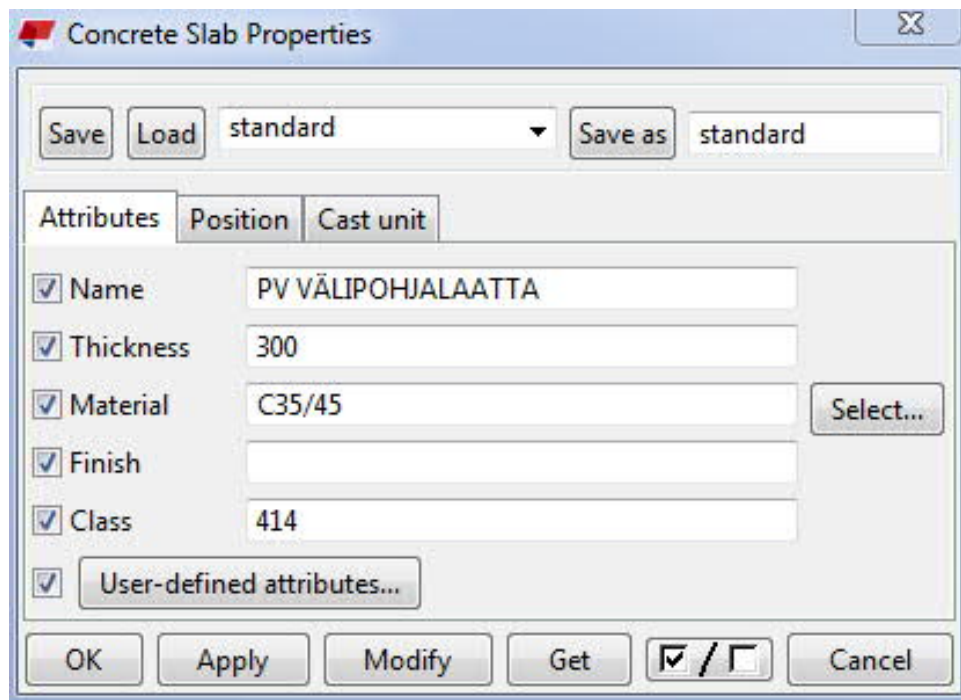 Concrete Slab Properties
Save Load standard Save as standard
Attributes Position Cast unit
Name PV VÄLIPOHJALAATTA
Thickness 300
Material C35/45 Select...
Finish
Class 414
User-defined attributes...
OK Apply Modify Get / Cancel